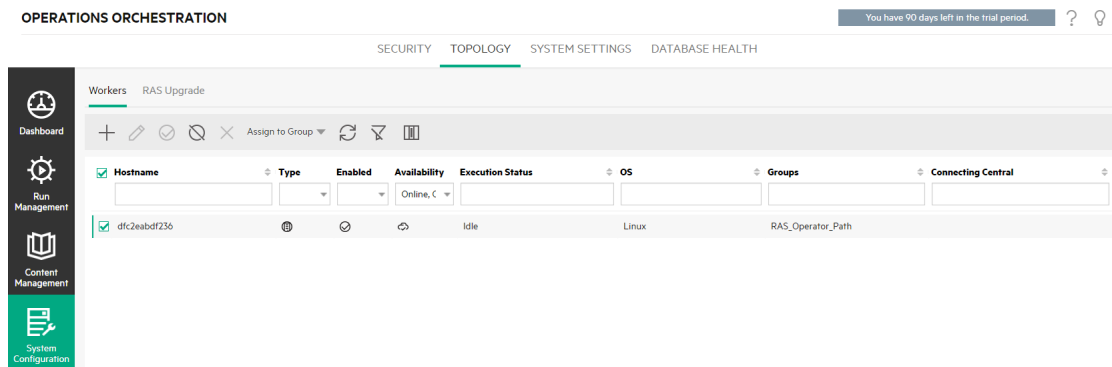 OPERATIONS ORCHESTRATION
You have 90 days left in the trial period.
?
SECURITY TOPOLOGY SYSTEM SETTINGS DATABASE HEALTH
Workers RAS Upgrade
Dashboard
Assign to Group
Hostname Type Enabled Availability Execution Status OS Groups Connecting Central
Online, C
Run
Management
dfc2eabdf236 Idle Linux RAS_Operator_Path
Content
Management
System
Configuration